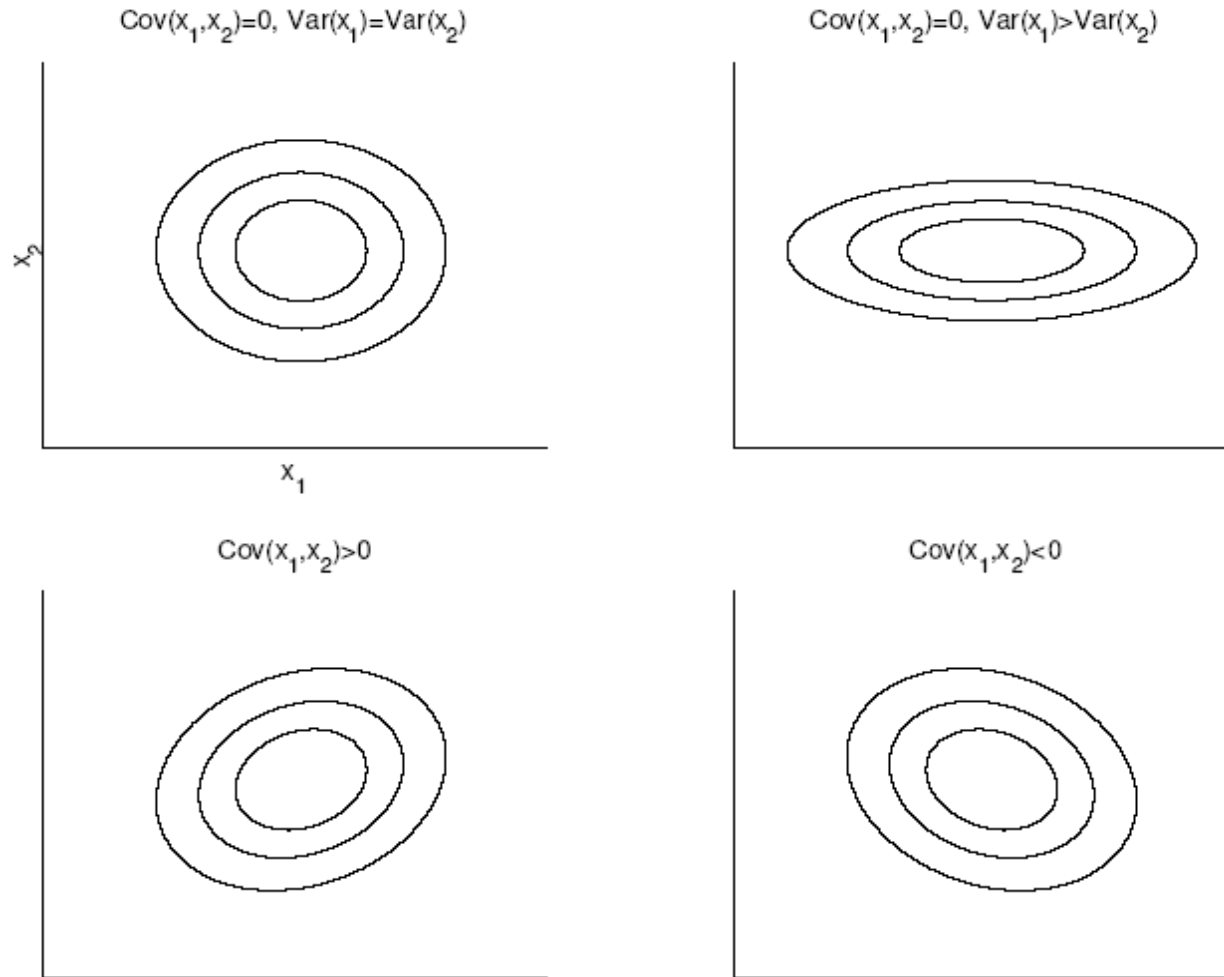 Cov(x₁,x₂)=0, Var(x₁)=Var(x₂)
Cov(x₁,x₂)=0, Var(x₁)>Var(x₂)
x₂
x₁
Cov(x₁,x₂)>0
Cov(x₁,x₂)<0